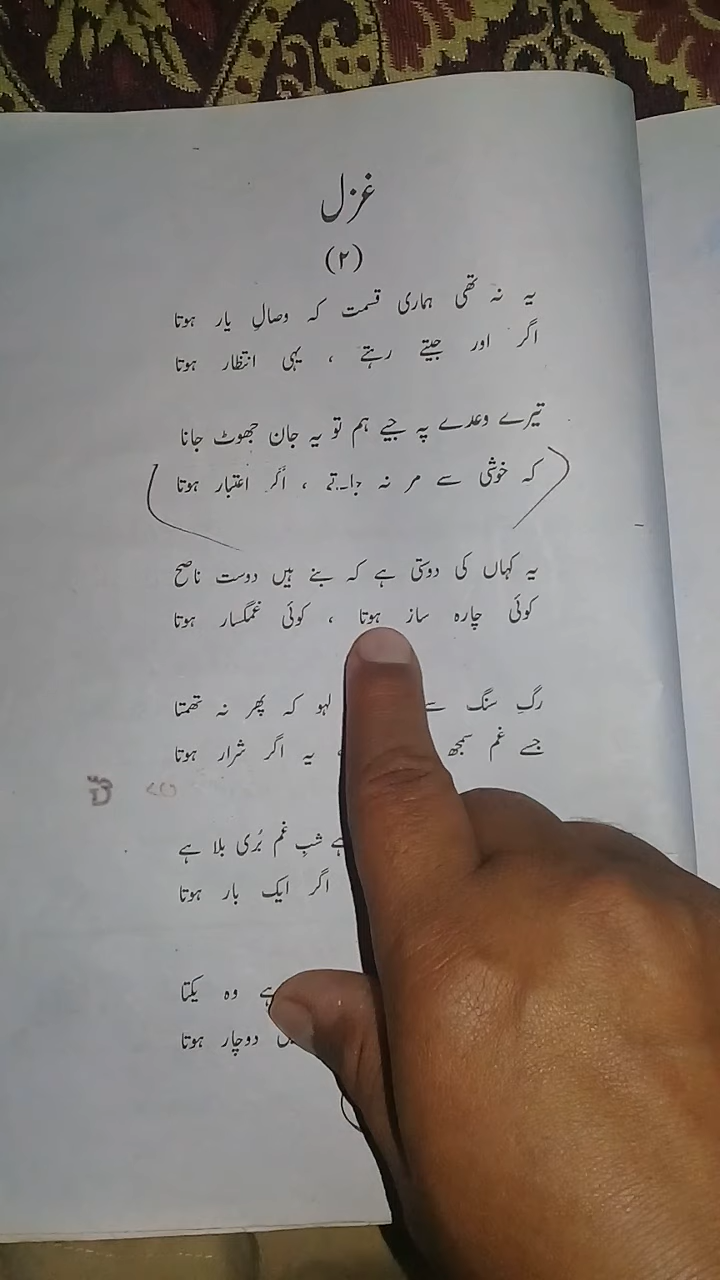 غزل
(۲)
یہ نہ تھی ہماری قسمت کہ وصالِ یار ہوتا
اگر اور جیتے رہتے ، یہی انتظار ہوتا
تیرے وعدے پہ جیے ہم تو یہ جان جھوٹ جانا
کہ خوشی سے مر نہ جاتے ، اگر اعتبار ہوتا
یہ کہاں کی دوستی ہے کہ بنے ہیں دوست ناصح
کوئی چارہ ساز ہوتا ، کوئی غمگسار ہوتا
رگِ سنگ سے لہو کہ پھر نہ تھمتا
جسے غم سمجھ یہ اگر شرار ہوتا
ہے شبِ غم بُری بلا ہے
اگر ایک بار ہوتا
ہے وہ یکتا
دوچار ہوتا